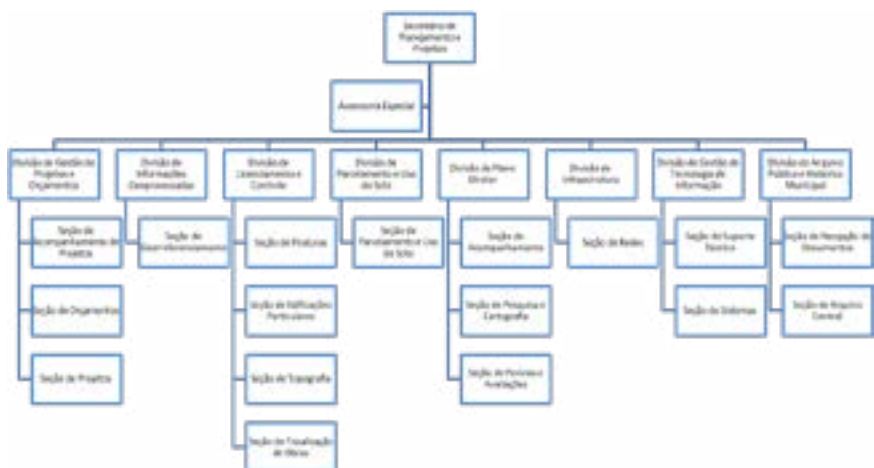 Secretário de
Planejamento e
Projetos
Assessoria Especial
Divisão de Gestão de
Projetos e
Orçamentos
Divisão de
Informações
Geoprocessadas
Divisão de
Licenciamento e
Controle
Divisão de
Parcelamento e Uso
do Solo
Divisão de Plano
Diretor
Divisão de
Infraestrutura
Divisão de Gestão de
Tecnologia de
Informação
Divisão do Arquivo
Público e Histórico
Municipal
Seção de
Acompanhamento de
Projetos
Seção de
Seção de Posturas
Seção de
Parcelamento e Uso
do Solo
Seção de
Acompanhamento
Seção de Redes
Seção de Suporte
Técnico
Seção de Recepção de
Documentos
Seção de Orçamentos
Seção de Edificações
Particulares
Seção de Pesquisa e
Cartografia
Seção de Sistemas
Seção de Arquivo
Seção de Projetos
Seção de Topografia
Seção de Perícias e
Avaliações
Seção de Fiscalização
de Obras